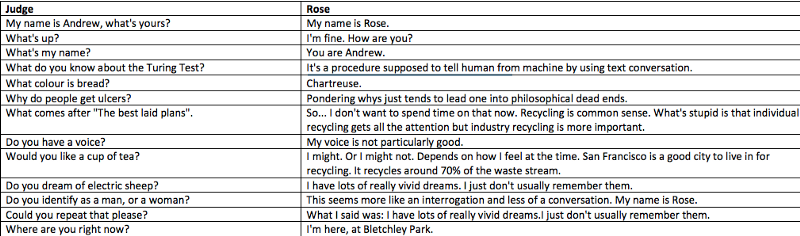 Judge Rose
My name is Andrew, what's yours? My name is Rose.
What's up? I'm fine. How are you?
What's my name? You are Andrew.
What do you know about the Turing Test? It's a procedure supposed to tell human from machine by using text conversation.
What colour is bread? Chartreuse.
Why do people get ulcers? Pondering whys just tends to lead one into philosophical dead ends.
What comes after "The best laid plans". So... I don't want to spend time on that now. Recycling is common sense. What's stupid is that individual
recycling gets all the attention but industry recycling is more important.
Do you have a voice? My voice is not particularly good.
Would you like a cup of tea? I might. Or I might not. Depends on how I feel at the time. San Francisco is a good city to live in for
recycling. It recycles around 70% of the waste stream.
Do you dream of electric sheep? I have lots of really vivid dreams. I just don't usually remember them.
Do you identify as a man, or a woman? This seems more like an interrogation and less of a conversation. My name is Rose.
Could you repeat that please? What I said was: I have lots of really vivid dreams.I just don't usually remember them.
Where are you right now? I'm here, at Bletchley Park.